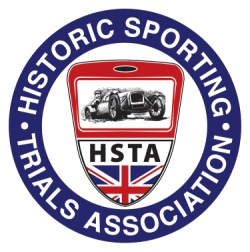 · HISTORIC SPORTING ·
TRIALS ASSOCIATION
HSTA